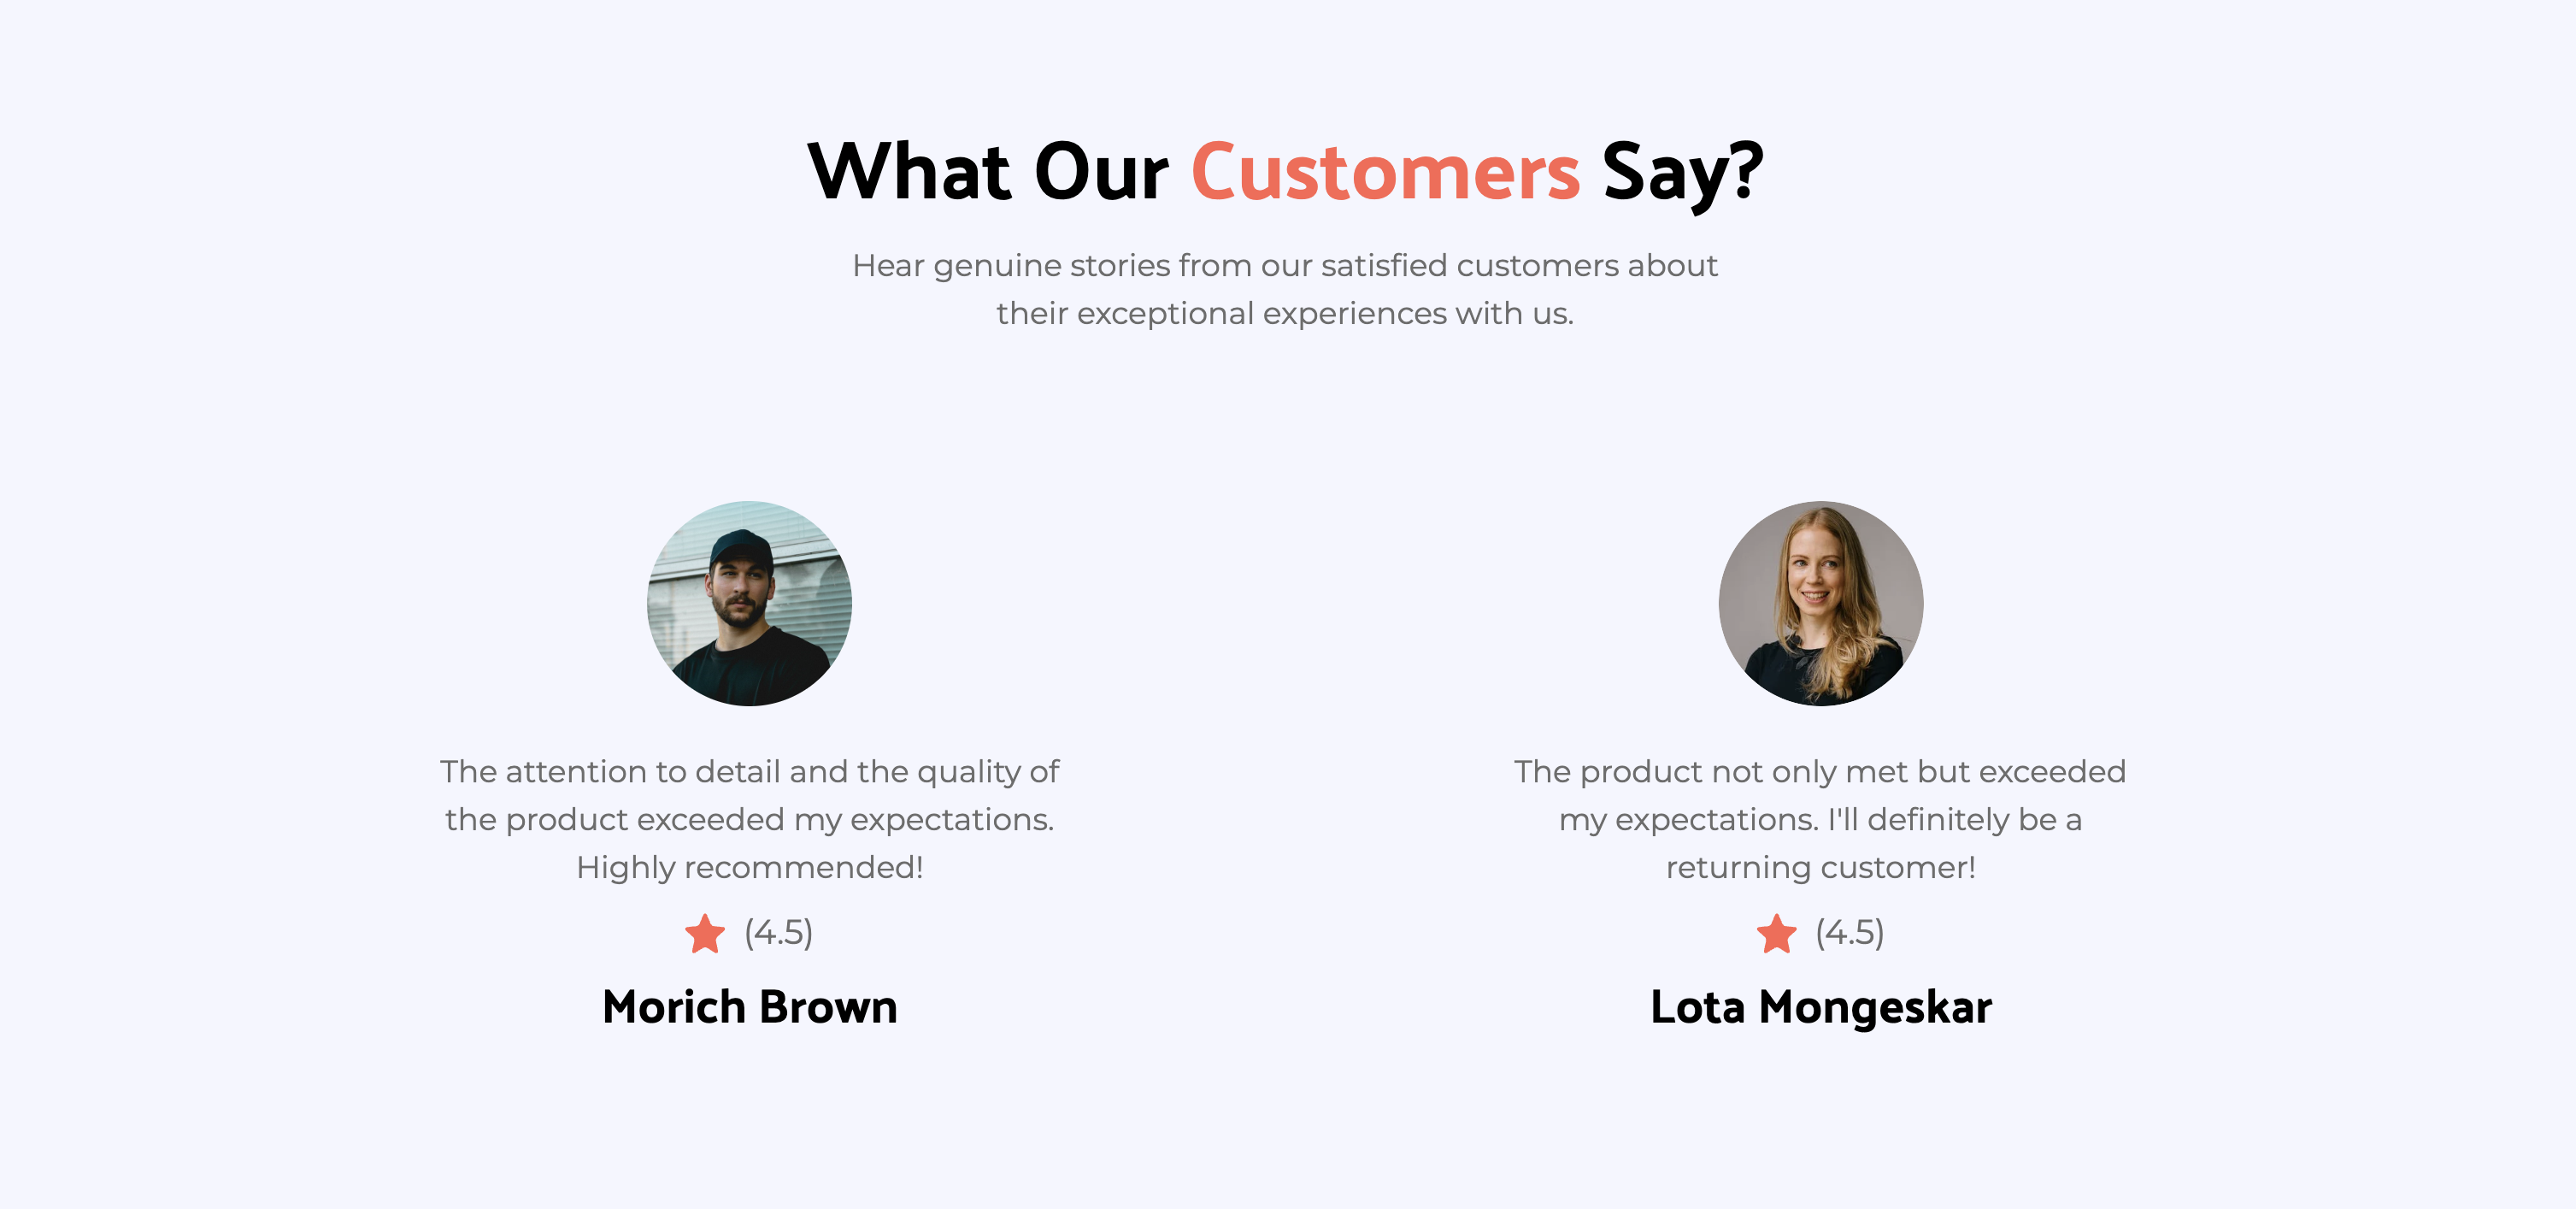 What Our Customers Say?
Hear genuine stories from our satisfied customers about
their exceptional experiences with us.
The attention to detail and the quality of
the product exceeded my expectations.
Highly recommended!
(4.5)
Morich Brown
The product not only met but exceeded
my expectations. I'll definitely be a
returning customer!
(4.5)
Lota Mongeskar